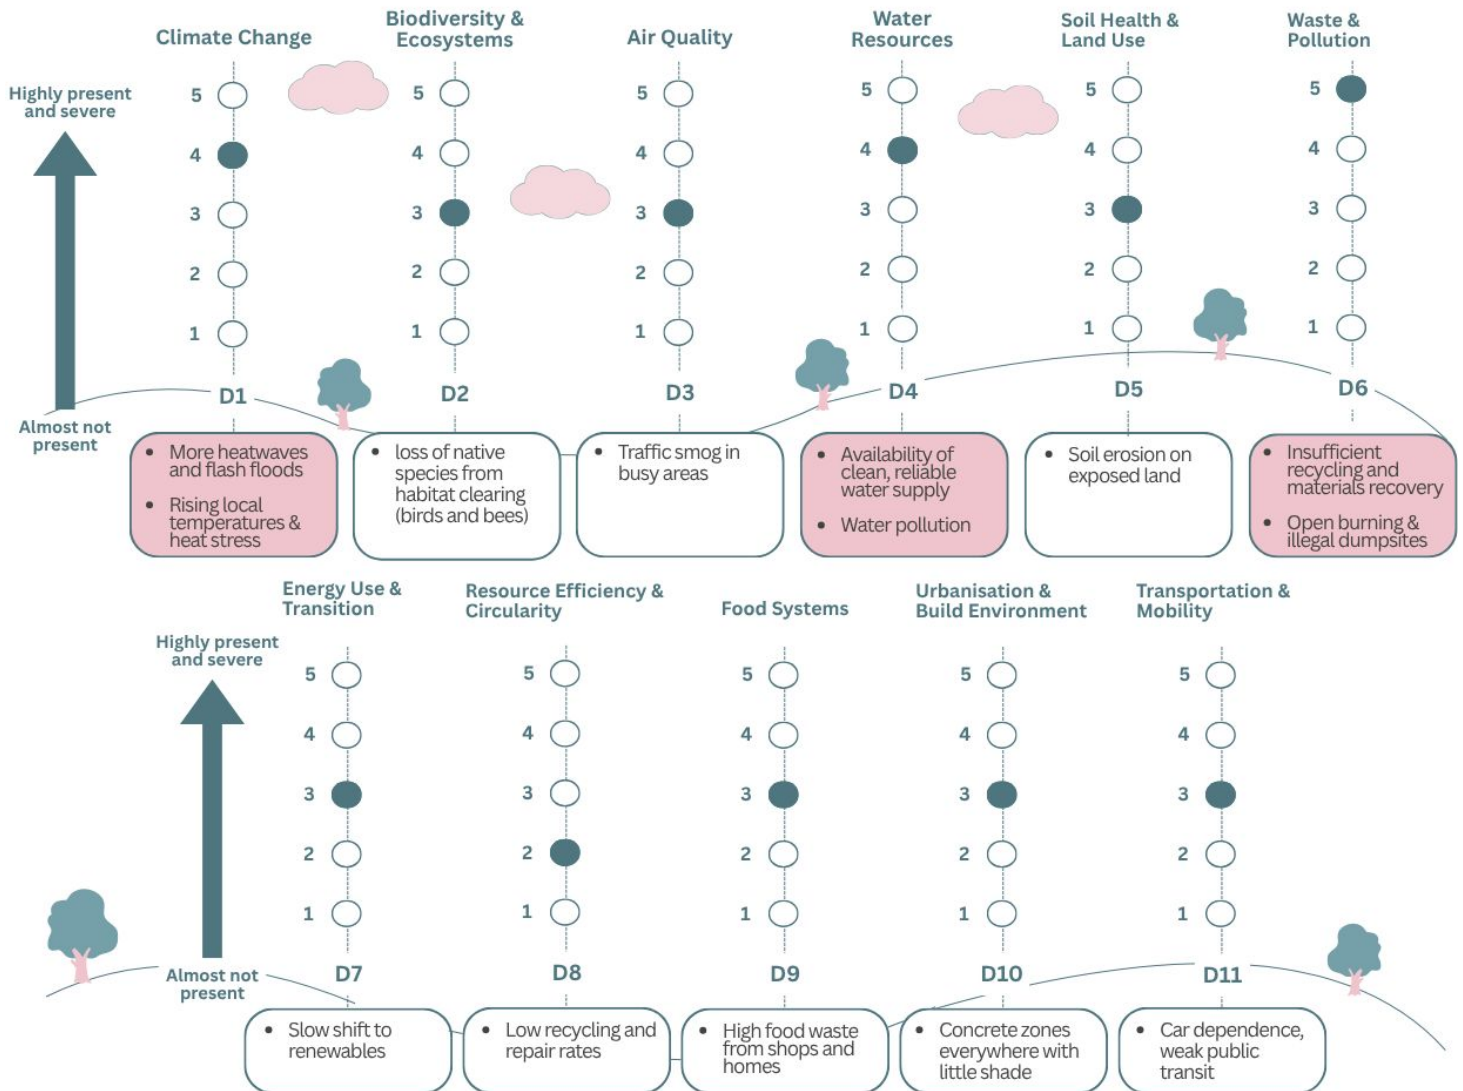 Climate Change
Biodiversity &
Ecosystems
Air Quality
Water
Resources
Soil Health &
Land Use
Waste &
Pollution
Highly present
and severe
Almost not
present
5
4
3
2
1
D1
5
4
3
2
1
D2
5
4
3
2
1
D3
5
4
3
2
1
D4
5
4
3
2
1
D5
5
4
3
2
1
D6
• More heatwaves
and flash floods
• Rising local
temperatures &
heat stress
• loss of native
species from
habitat clearing
(birds and bees)
• Traffic smog in
busy areas
• Availability of
clean, reliable
water supply
• Water pollution
• Soil erosion on
exposed land
• Insufficient
recycling and
materials recovery
• Open burning &
illegal dumpsites
Energy Use &
Transition
Resource Efficiency &
Circularity
Food Systems
Urbanisation &
Build Environment
Transportation &
Mobility
Highly present
and severe
Almost not
present
5
4
3
2
1
D7
5
4
3
2
1
D8
5
4
3
2
1
D9
5
4
3
2
1
D10
5
4
3
2
1
D11
• Slow shift to
renewables
• Low recycling and
repair rates
• High food waste
from shops and
homes
• Concrete zones
everywhere with
little shade
• Car dependence,
weak public
transit